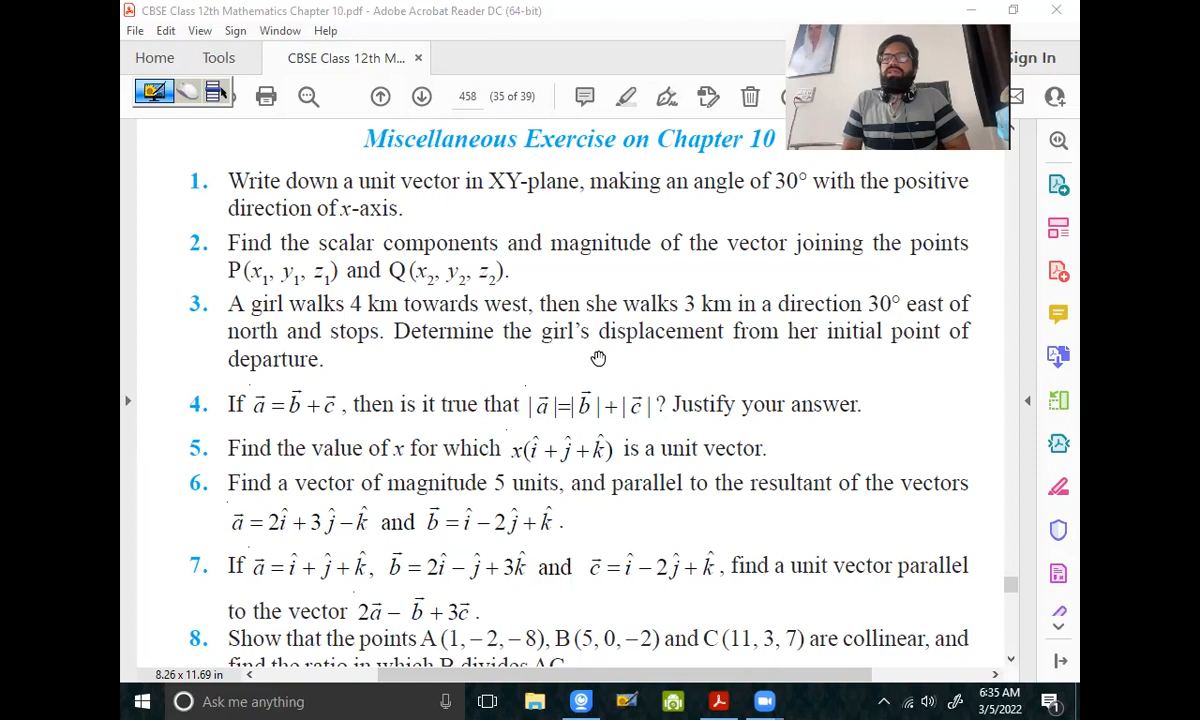 CBSE Class 12th Mathematics Chapter 10.pdf - Adobe Acrobat Reader DC (64-bit)
File Edit View Sign Window Help
Home Tools CBSE Class 12th M... × Sign In
458 (35 of 39)
Miscellaneous Exercise on Chapter 10
1. Write down a unit vector in XY-plane, making an angle of 30° with the positive
direction of x-axis.
2. Find the scalar components and magnitude of the vector joining the points
P(x₁, y₁, z₁) and Q(x₂, y₂, z₂).
3. A girl walks 4 km towards west, then she walks 3 km in a direction 30° east of
north and stops. Determine the girl's displacement from her initial point of
departure.
4. If a⃗ = b⃗ + c⃗, then is it true that |a⃗|=|b⃗|+|c⃗|? Justify your answer.
5. Find the value of x for which x(î + ĵ + k̂) is a unit vector.
6. Find a vector of magnitude 5 units, and parallel to the resultant of the vectors
a⃗ = 2î + 3ĵ − k̂ and b⃗ = î − 2ĵ + k̂.
7. If a⃗ = î + ĵ + k̂, b⃗ = 2î − ĵ + 3k̂ and c⃗ = î − 2ĵ + k̂, find a unit vector parallel
to the vector 2a⃗ − b⃗ + 3c⃗.
8. Show that the points A (1, – 2, – 8), B (5, 0, – 2) and C (11, 3, 7) are collinear, and
find the ratio in which B divides AC.
8.26 x 11.69 in
Ask me anything
6:35 AM
3/5/2022
1